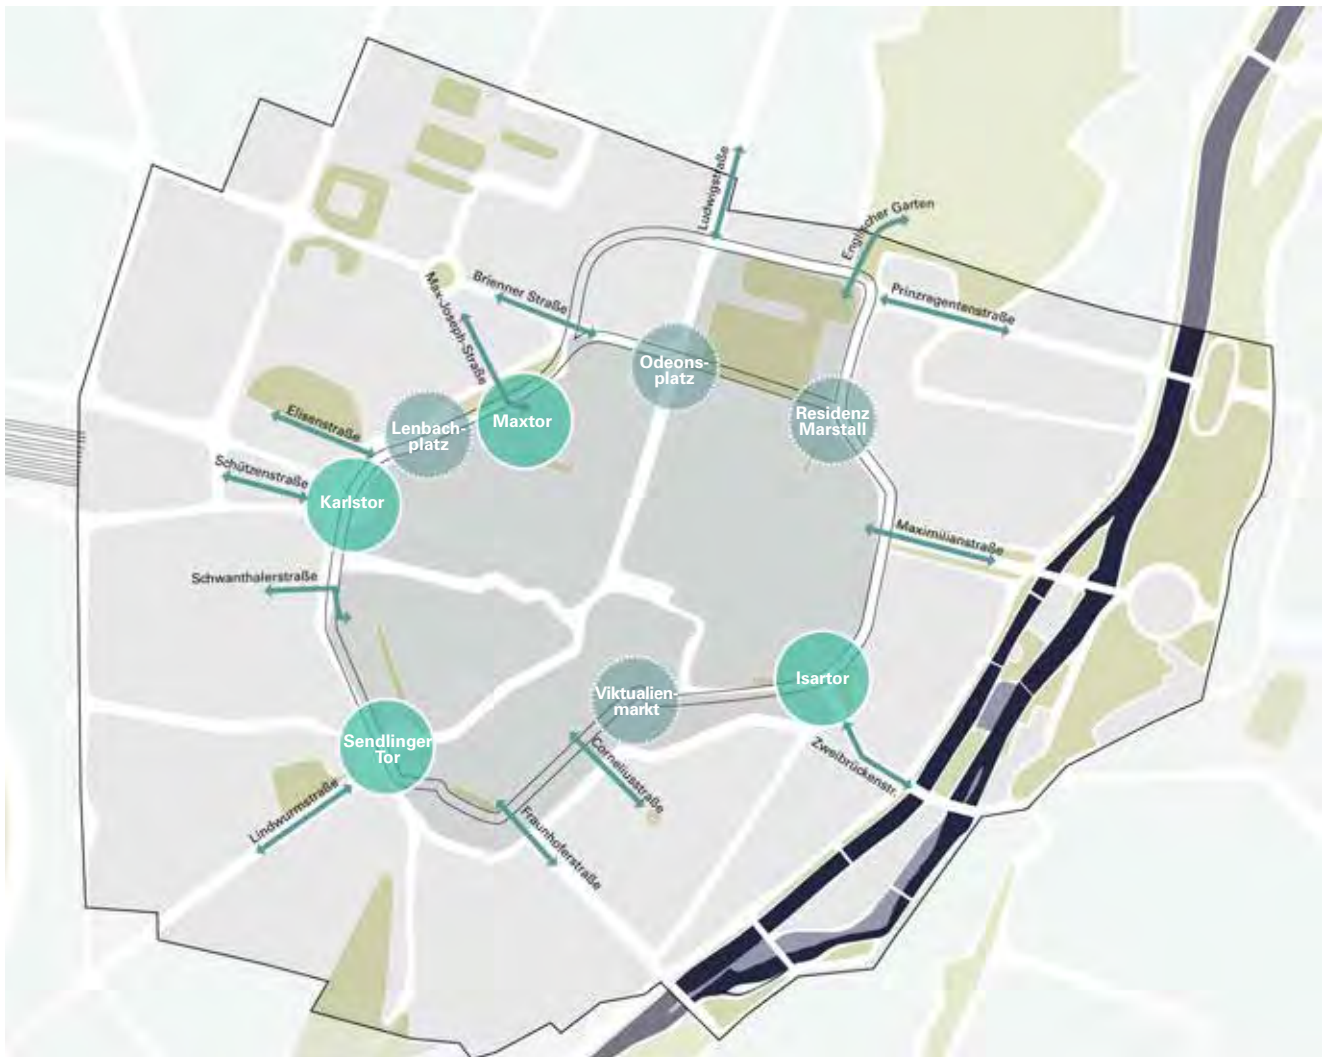 Ludwigstraße
Englischer Garten
Brienner Straße
Max-Joseph-Straße
Prinzregentenstraße
Odeons-
platz
Residenz
Marstall
Maxtor
Lenbach-
platz
Elisenstraße
Schützenstraße
Karlstor
Maximilianstraße
Schwanthalerstraße
Isartor
Viktualien-
markt
Sendlinger
Tor
Corneliusstraße
Zweibrückenstr.
Lindwurmstraße
Fraunhoferstraße